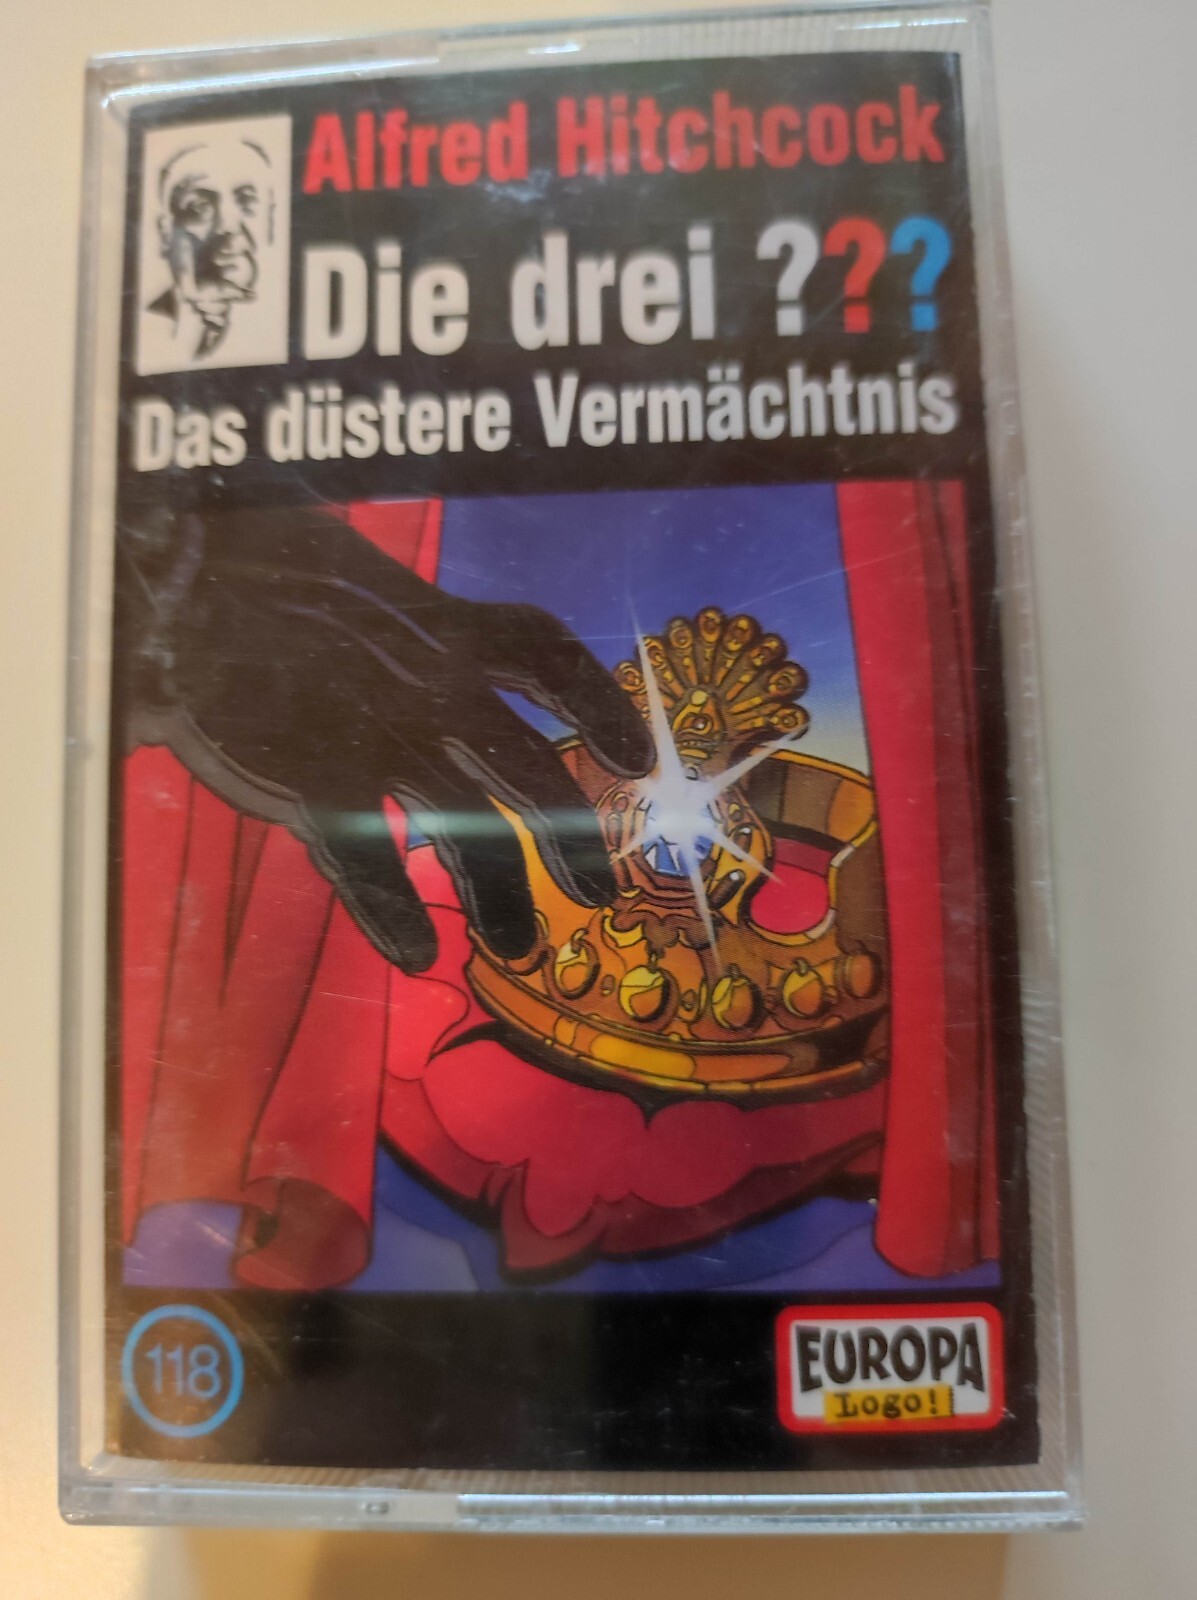 Alfred Hitchcock
Die drei ???
Das düstere Vermächtnis
118
EUROPA
Logo!